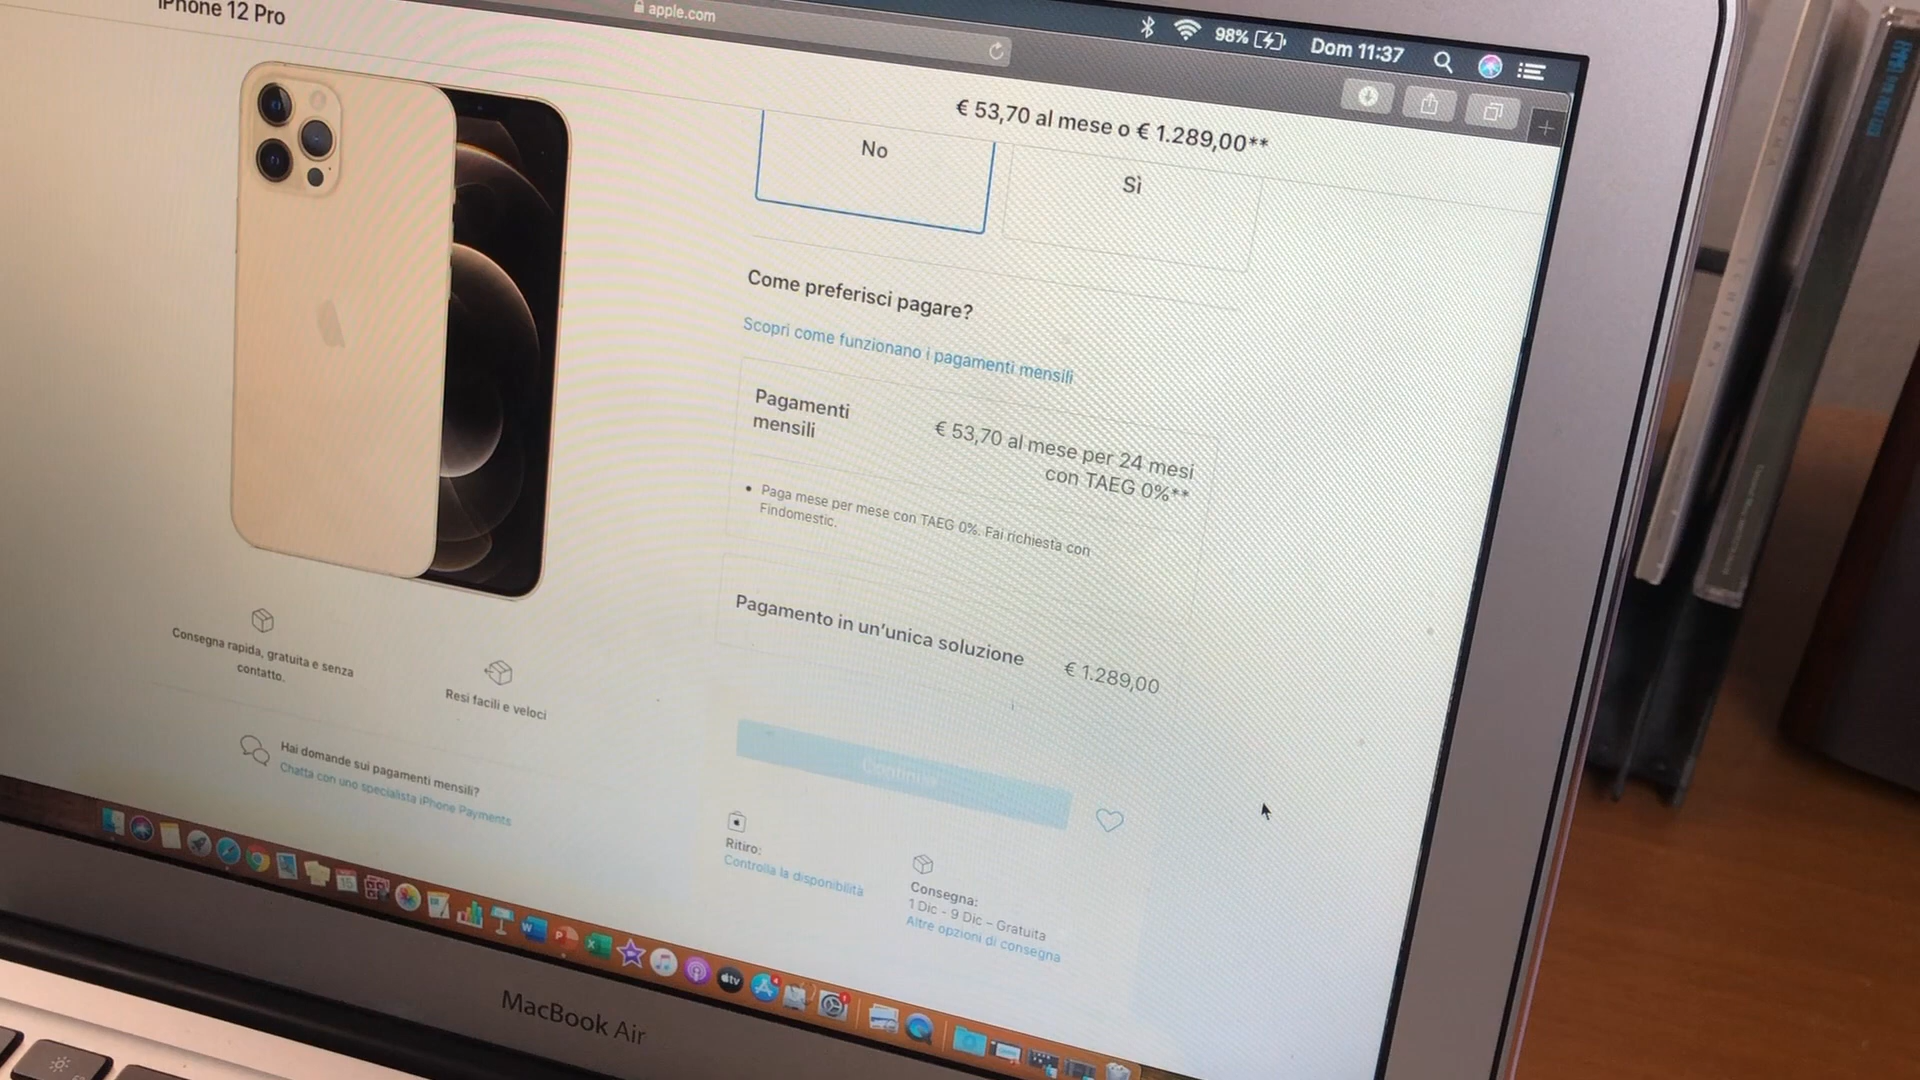 iPhone 12 Pro
apple.com
98%
Dom 11:37
€ 53,70 al mese o € 1.289,00**
No
Sì
Come preferisci pagare?
Scopri come funzionano i pagamenti mensili
Pagamenti
mensili
€ 53,70 al mese per 24 mesi
con TAEG 0%**
• Paga mese per mese con TAEG 0%. Fai richiesta con
Findomestic.
Pagamento in un'unica soluzione
€ 1.289,00
Continua
Consegna rapida, gratuita e senza
contatto.
Resi facili e veloci
Hai domande sui pagamenti mensili?
Chatta con uno specialista iPhone Payments
Ritiro:
Controlla la disponibilità
Consegna:
1 Dic - 9 Dic – Gratuita
Altre opzioni di consegna
MacBook Air